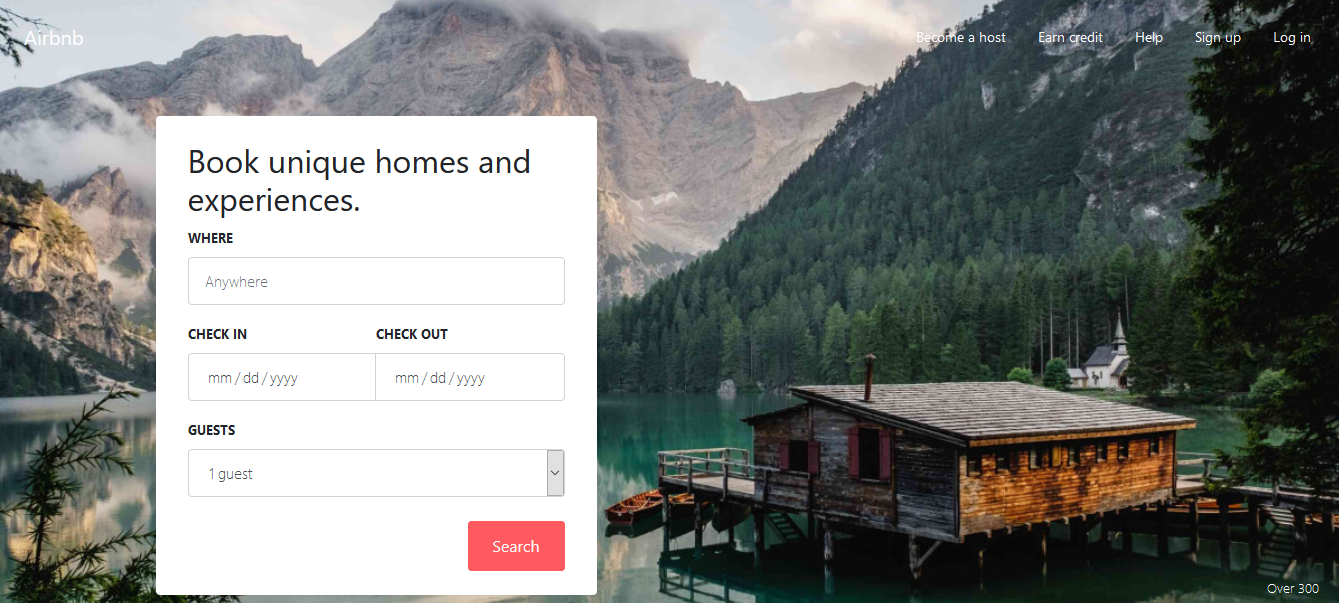 Airbnb
Become a host
Earn credit
Help
Sign up
Log in
Book unique homes and
experiences.
WHERE
Anywhere
CHECK IN
CHECK OUT
mm / dd / yyyy
mm / dd / yyyy
GUESTS
1 guest
Search
Over 300